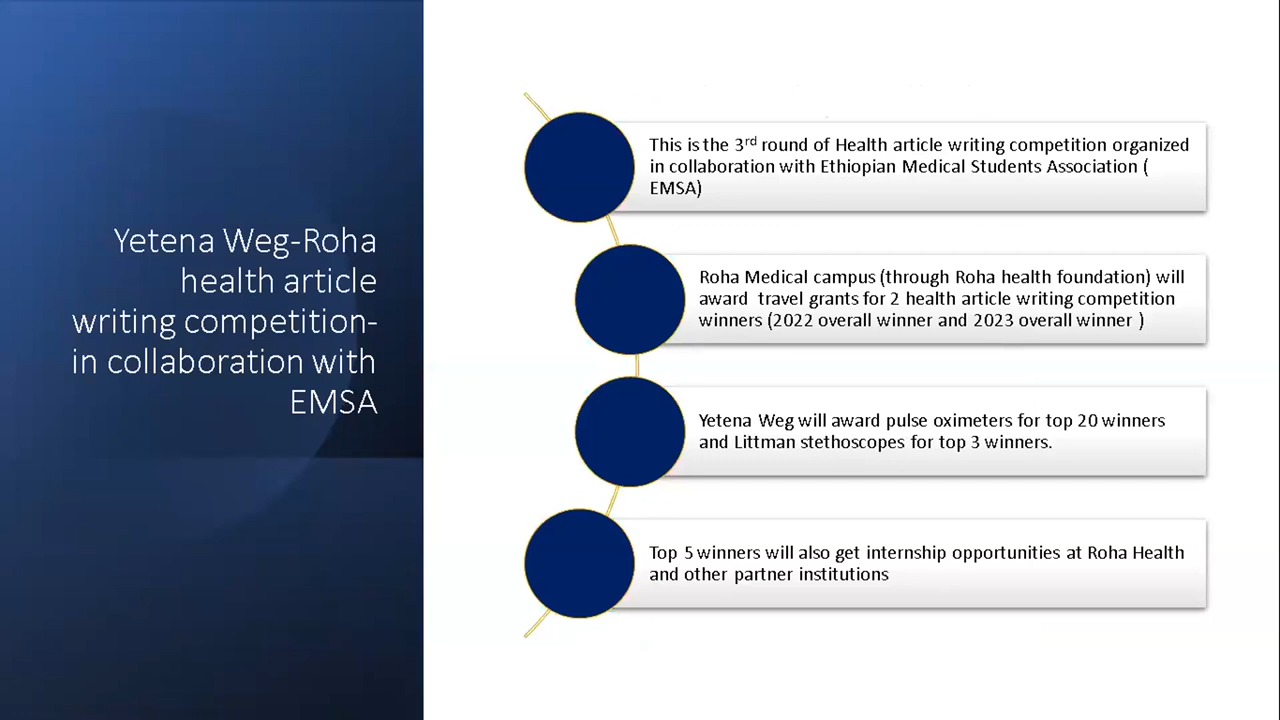 Yetena Weg-Roha
health article
writing competition-
in collaboration with
EMSA
This is the 3rd round of Health article writing competition organized
in collaboration with Ethiopian Medical Students Association (
EMSA)
Roha Medical campus (through Roha health foundation) will
award  travel grants for 2 health article writing competition
winners (2022 overall winner and 2023 overall winner )
Yetena Weg will award pulse oximeters for top 20 winners
and Littman stethoscopes for top 3 winners.
Top 5 winners will also get internship opportunities at Roha Health
and other partner institutions